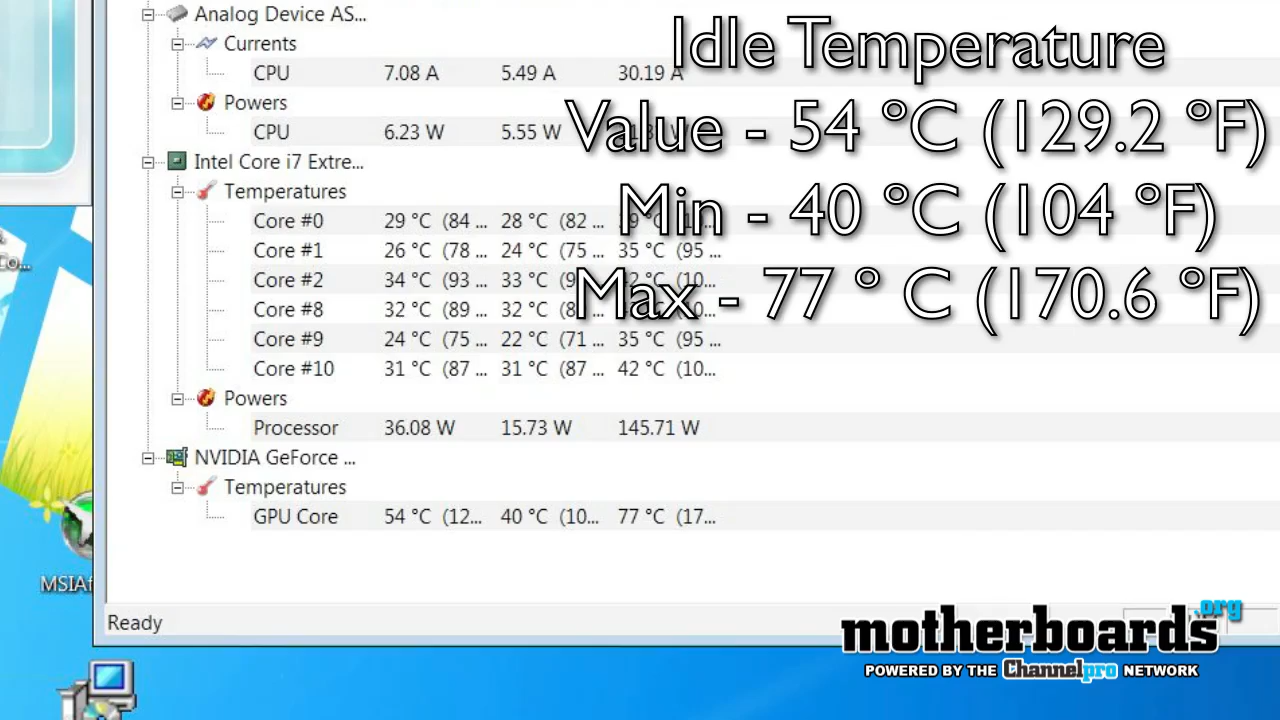 Analog Device AS...
Currents
CPU 7.08 A 5.49 A 30.19 A
Powers
CPU 6.23 W 5.55 W
Intel Core i7 Extre...
Temperatures
Core #0 29 °C (84 ... 28 °C (82 ...
Core #1 26 °C (78 ... 24 °C (75 ... 35 °C (95 ...
Core #2 34 °C (93 ... 33 °C
Core #8 32 °C (89 ... 32 °C
Core #9 24 °C (75 ... 22 °C (71 ... 35 °C (95 ...
Core #10 31 °C (87 ... 31 °C (87 ... 42 °C (10...
Powers
Processor 36.08 W 15.73 W 145.71 W
NVIDIA GeForce ...
Temperatures
GPU Core 54 °C (12... 40 °C (10... 77 °C (17...
Idle Temperature
Value - 54 °C (129.2 °F)
Min - 40 °C (104 °F)
Max - 77 ° C (170.6 °F)
Ready
motherboards.org
POWERED BY THE Channelpro NETWORK